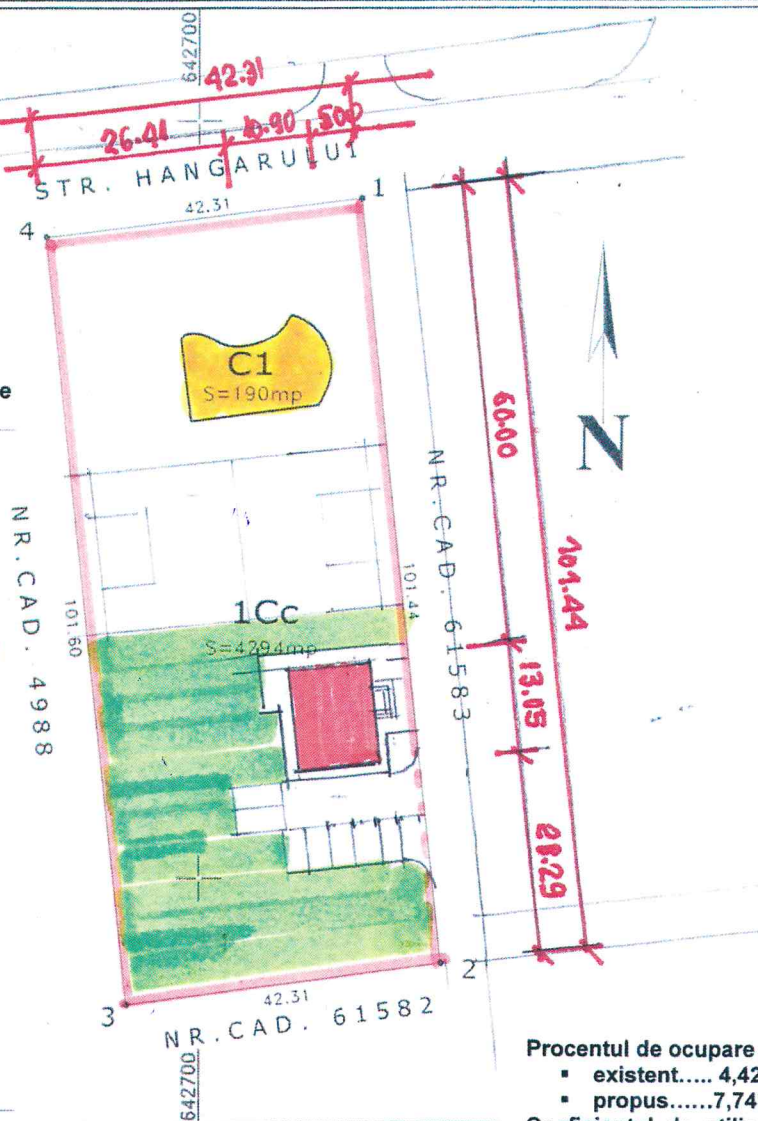 642700
42.31
26.41
10.90
5.00
STR. HANGARULUI
42.31
1
4
C1
S=190mp
e
60.00
N
NR.CAD. 4988
NR.CAD. 61583
101.60
101.44
101.44
1Cc
S=4294mp
13.05
28.29
2
3
42.31
NR.CAD. 61582
642700
Procentul de ocupare
▪ existent..... 4,42
▪ propus......7,74